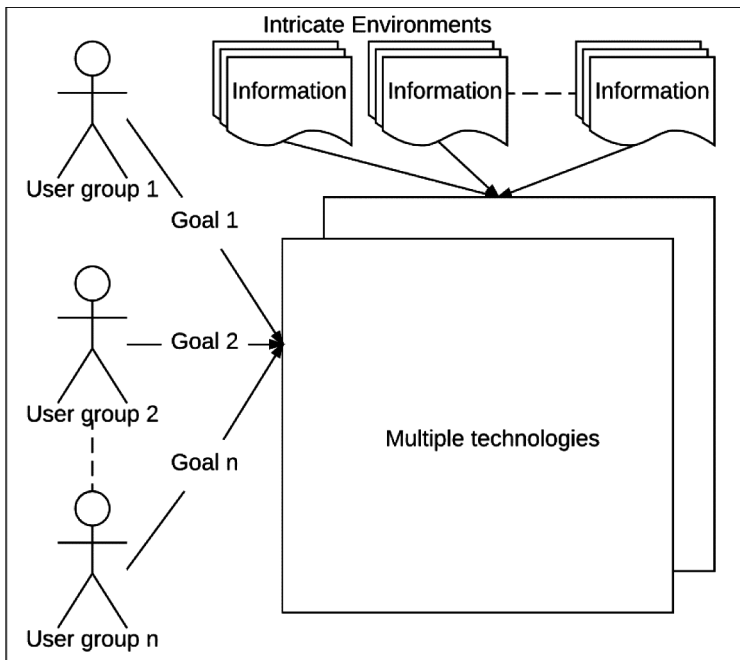 Intricate Environments
Information
Information
Information
User group 1
Goal 1
User group 2
Goal 2
Goal n
Multiple technologies
User group n